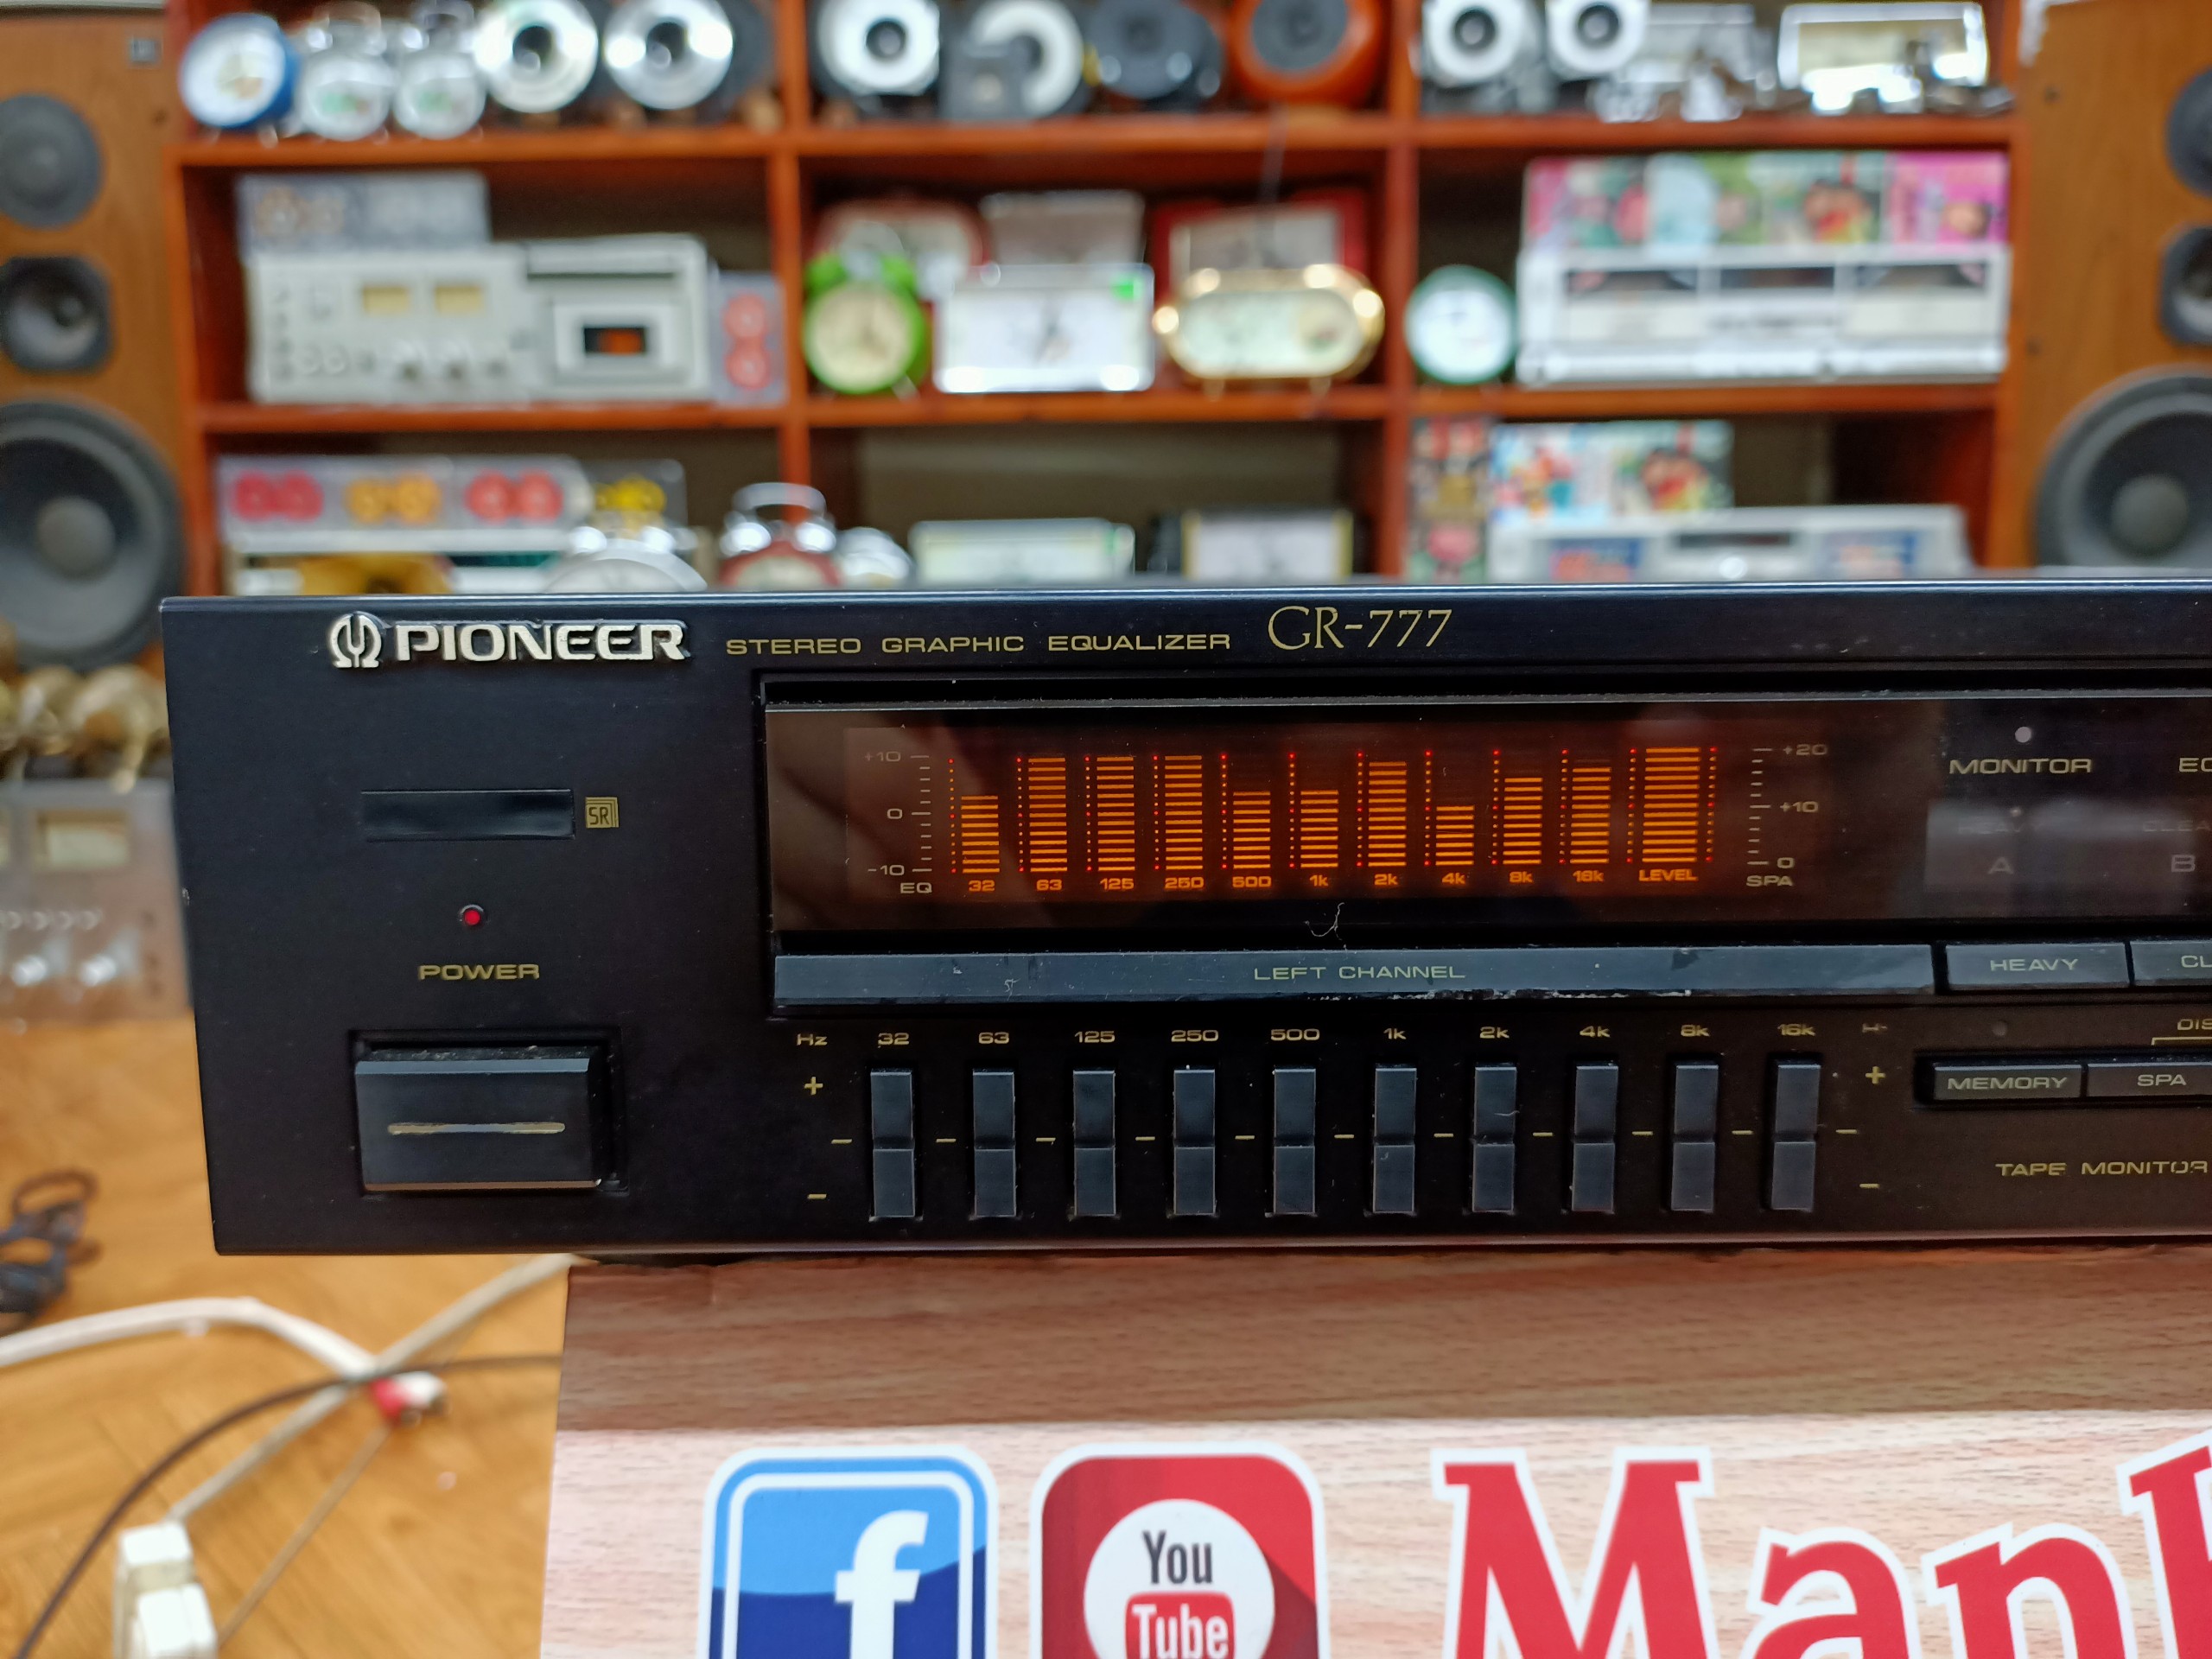 PIONEER STEREO GRAPHIC EQUALIZER GR-777
+10
0
-10
EQ 32 63 125 250 500 1k 2k 4k 8k 16k LEVEL SPA
+20
+10
0
MONITOR
A B
SR
POWER
LEFT CHANNEL
HEAVY CL
Hz 32 63 125 250 500 1k 2k 4k 8k 16k
+ +
- -
MEMORY SPA
TAPE MONITOR
f
You
Tube
Man